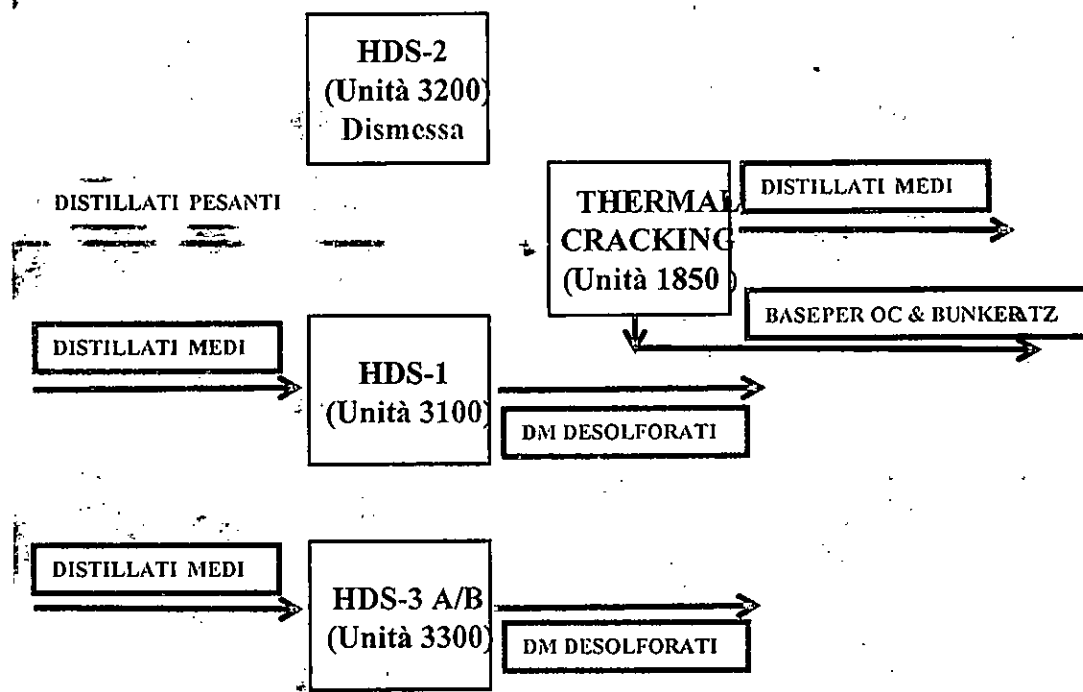 HDS-2
(Unità 3200)
Dismessa
DISTILLATI PESANTI
THERMAL
CRACKING
(Unità 1850)
DISTILLATI MEDI
BASEPER OC & BUNKERATZ
DISTILLATI MEDI
HDS-1
(Unità 3100)
DM DESOLFORATI
DISTILLATI MEDI
HDS-3 A/B
(Unità 3300)
DM DESOLFORATI